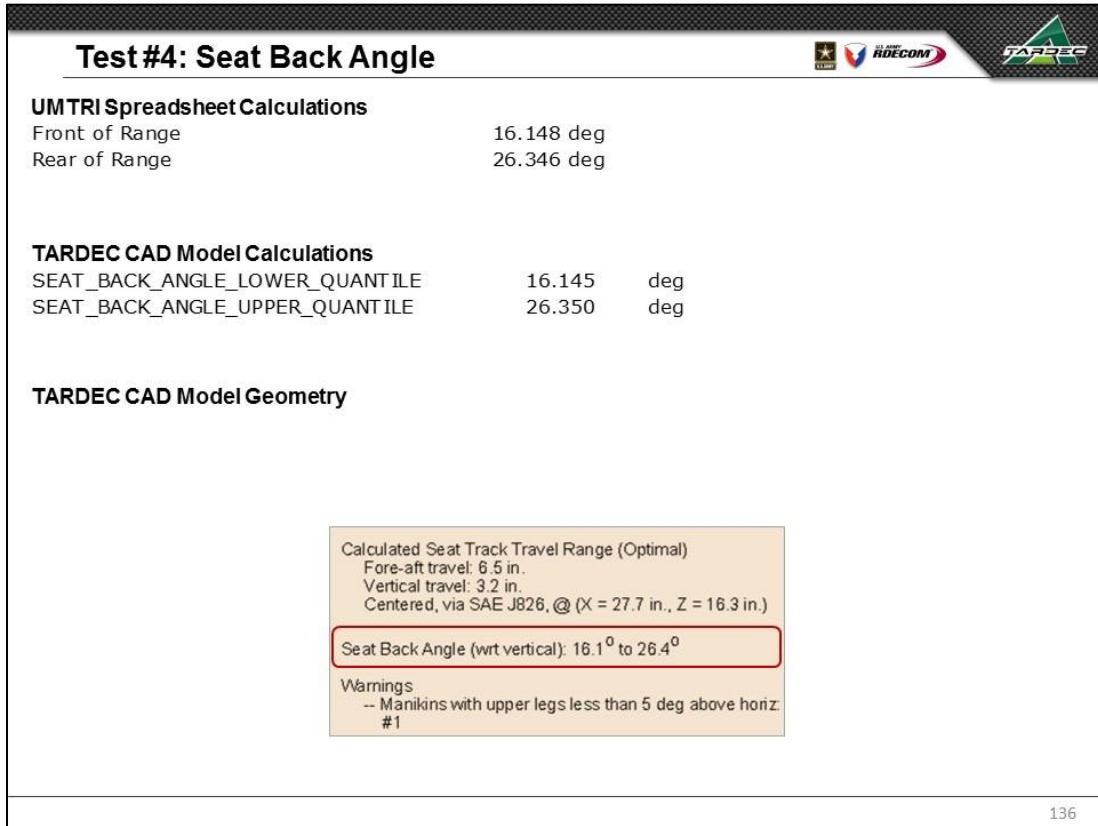 Test #4: Seat Back Angle
U.S. ARMY
U.S. ARMY
RDECOM
TARDEC
UMTRI Spreadsheet Calculations
Front of Range 16.148 deg
Rear of Range 26.346 deg
TARDEC CAD Model Calculations
SEAT_BACK_ANGLE_LOWER_QUANTILE 16.145 deg
SEAT_BACK_ANGLE_UPPER_QUANTILE 26.350 deg
TARDEC CAD Model Geometry
Calculated Seat Track Travel Range (Optimal)
Fore-aft travel: 6.5 in.
Vertical travel: 3.2 in.
Centered, via SAE J826, @ (X = 27.7 in., Z = 16.3 in.)
Seat Back Angle (wrt vertical): 16.1⁰ to 26.4⁰
Warnings
-- Manikins with upper legs less than 5 deg above horiz:
#1
136